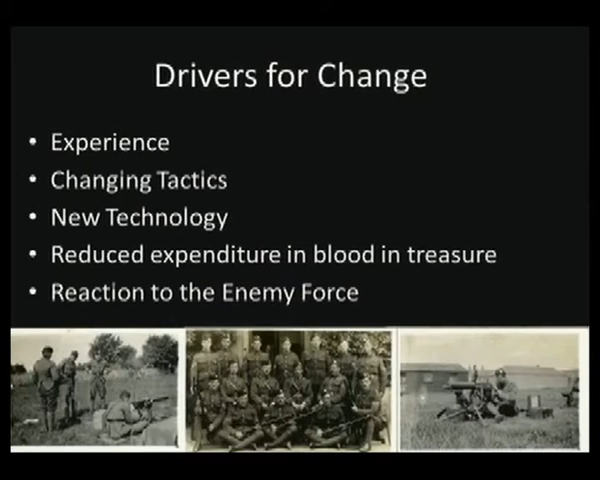 Drivers for Change
• Experience
• Changing Tactics
• New Technology
• Reduced expenditure in blood in treasure
• Reaction to the Enemy Force